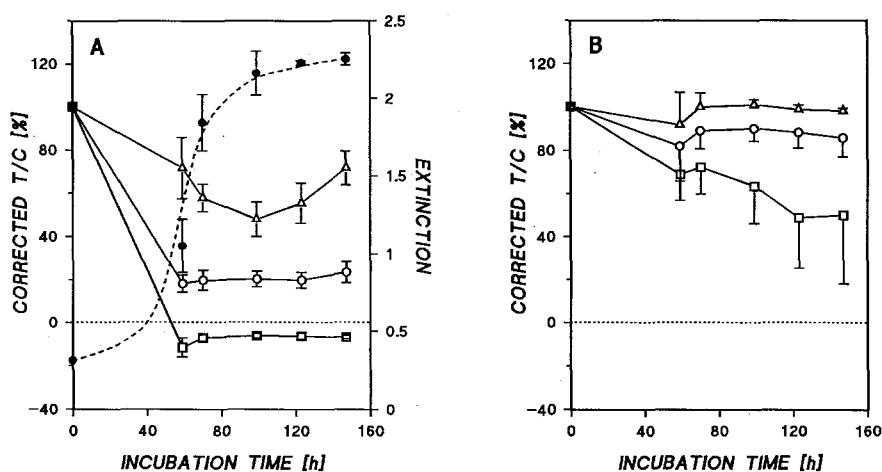 A
B
120
80
40
0
−40
CORRECTED T/C [%]
2.5
2
1.5
1
0.5
0
EXTINCTION
0 40 80 120 160
INCUBATION TIME [h]
120
80
40
0
−40
CORRECTED T/C [%]
0 40 80 120 160
INCUBATION TIME [h]